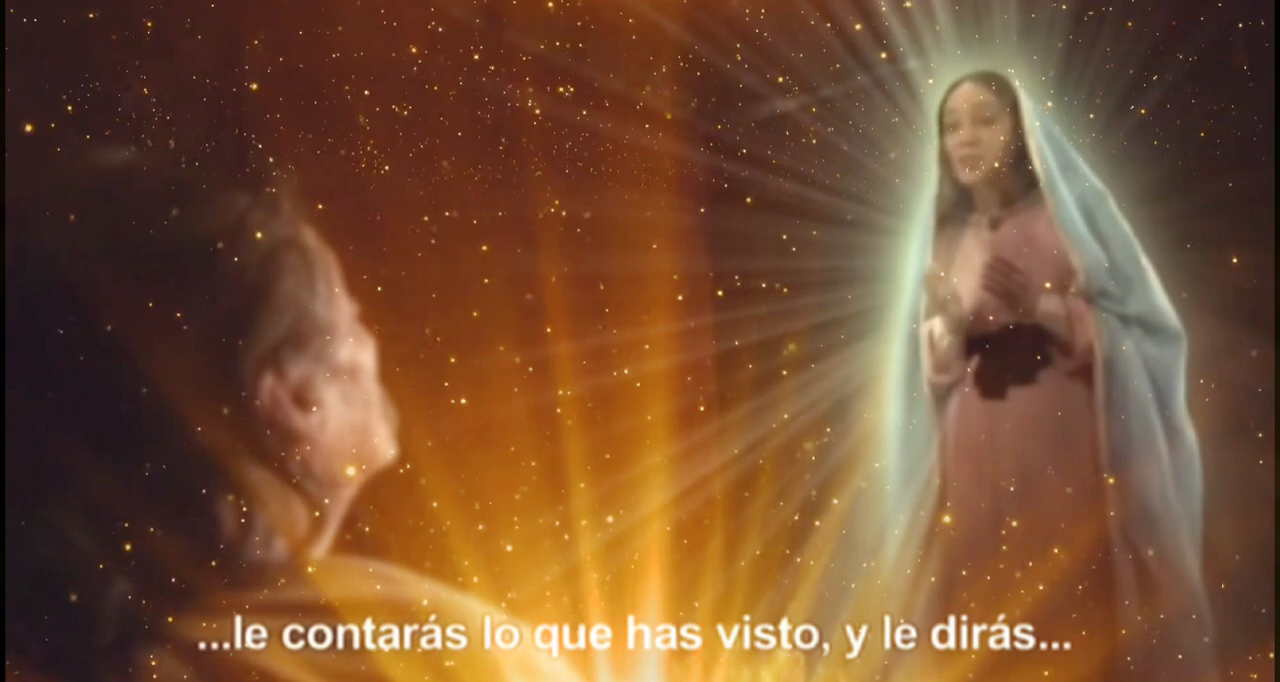 ...le contarás lo que has visto, y le dirás...